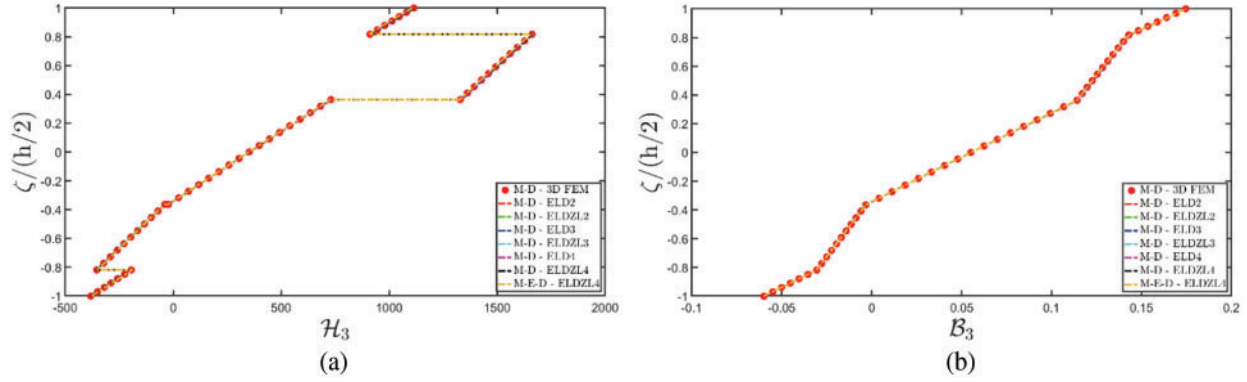 1
0.8
0.6
0.4
0.2
0
-0.2
-0.4
-0.6
-0.8
-1
ζ/(h/2)
-500
0
500
1000
1500
2000
ℋ₃
M-D - 3D FEM
M-D - ELD2
M-D - ELDZL2
M-D - ELD3
M-D - ELDZL3
M-D - ELD4
M-D - ELDZL4
M-E-D - ELDZL4
(a)
1
0.8
0.6
0.4
0.2
0
-0.2
-0.4
-0.6
-0.8
-1
ζ/(h/2)
-0.1
-0.05
0
0.05
0.1
0.15
0.2
ℬ₃
M-D - 3D FEM
M-D - ELD2
M-D - ELDZL2
M-D - ELD3
M-D - ELDZL3
M-D - ELD4
M-D - ELDZL4
M-E-D - ELDZL4
(b)